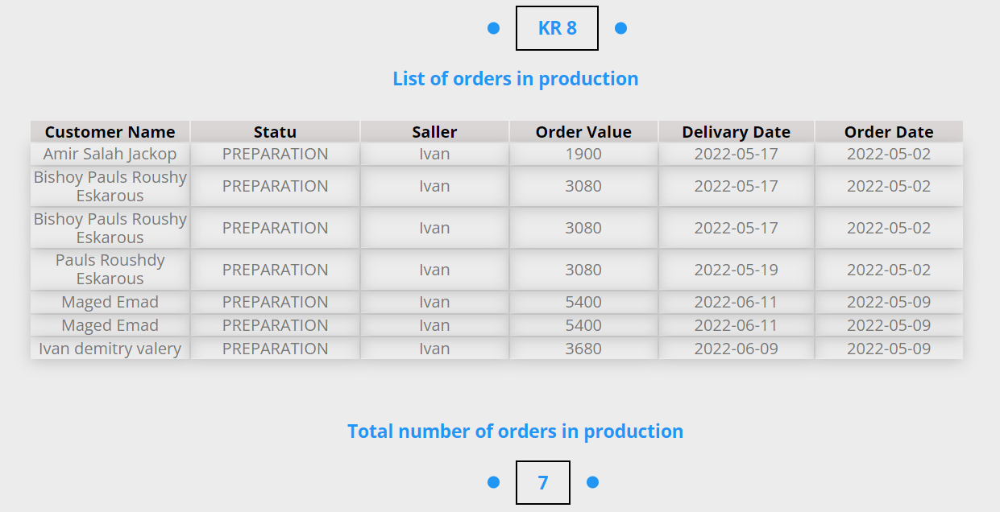 KR 8
List of orders in production
Customer Name Statu Saller Order Value Delivary Date Order Date
Amir Salah Jackop PREPARATION Ivan 1900 2022-05-17 2022-05-02
Bishoy Pauls Roushy Eskarous PREPARATION Ivan 3080 2022-05-17 2022-05-02
Bishoy Pauls Roushy Eskarous PREPARATION Ivan 3080 2022-05-17 2022-05-02
Pauls Roushdy Eskarous PREPARATION Ivan 3080 2022-05-19 2022-05-02
Maged Emad PREPARATION Ivan 5400 2022-06-11 2022-05-09
Maged Emad PREPARATION Ivan 5400 2022-06-11 2022-05-09
Ivan demitry valery PREPARATION Ivan 3680 2022-06-09 2022-05-09
Total number of orders in production
7